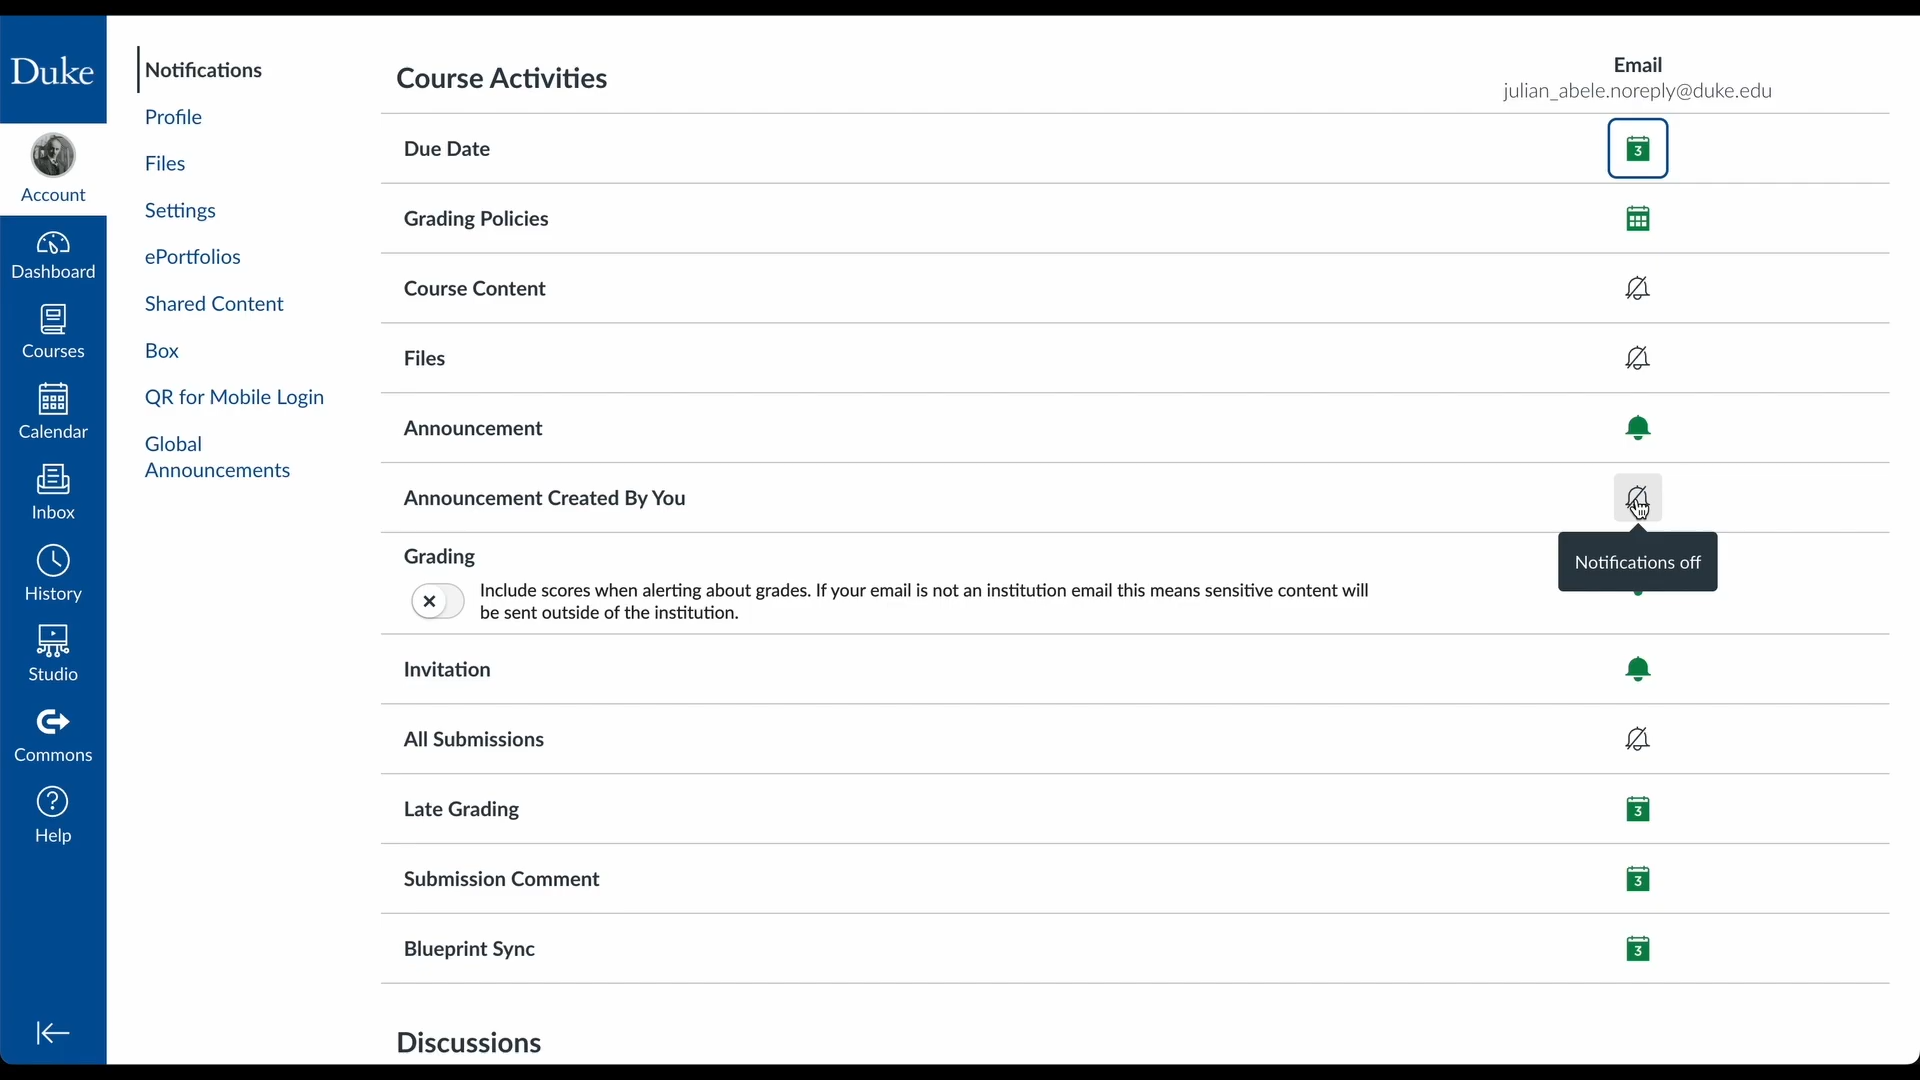 Duke
Account
Dashboard
Courses
Calendar
Inbox
History
Studio
Commons
Help
Notifications
Profile
Files
Settings
ePortfolios
Shared Content
Box
QR for Mobile Login
Global
Announcements
Course Activities
Email
julian_abele.noreply@duke.edu
Due Date
3
Grading Policies
Course Content
Files
Announcement
Announcement Created By You
Notifications off
Grading
Include scores when alerting about grades. If your email is not an institution email this means sensitive content will
be sent outside of the institution.
Invitation
All Submissions
Late Grading
3
Submission Comment
3
Blueprint Sync
3
Discussions